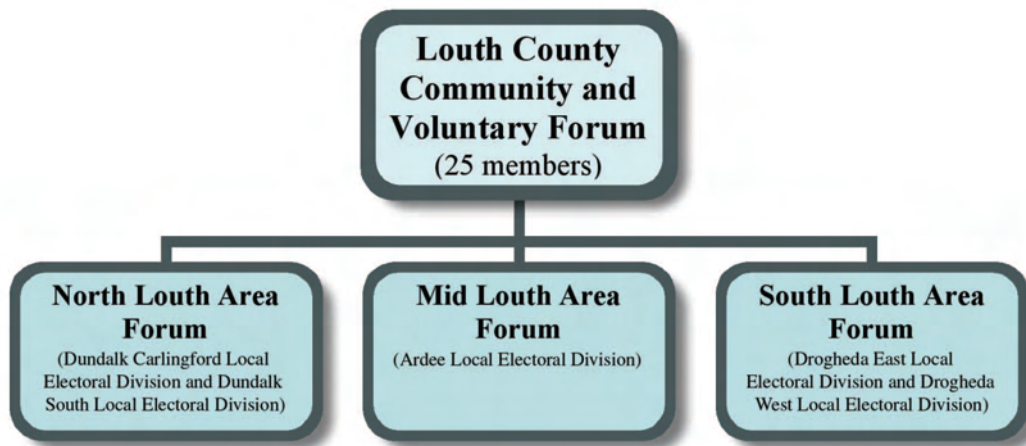 Louth County
Community and
Voluntary Forum
(25 members)
North Louth Area
Forum
(Dundalk Carlingford Local
Electoral Division and Dundalk
South Local Electoral Division)
Mid Louth Area
Forum
(Ardee Local Electoral Division)
South Louth Area
Forum
(Drogheda East Local
Electoral Division and Drogheda
West Local Electoral Division)